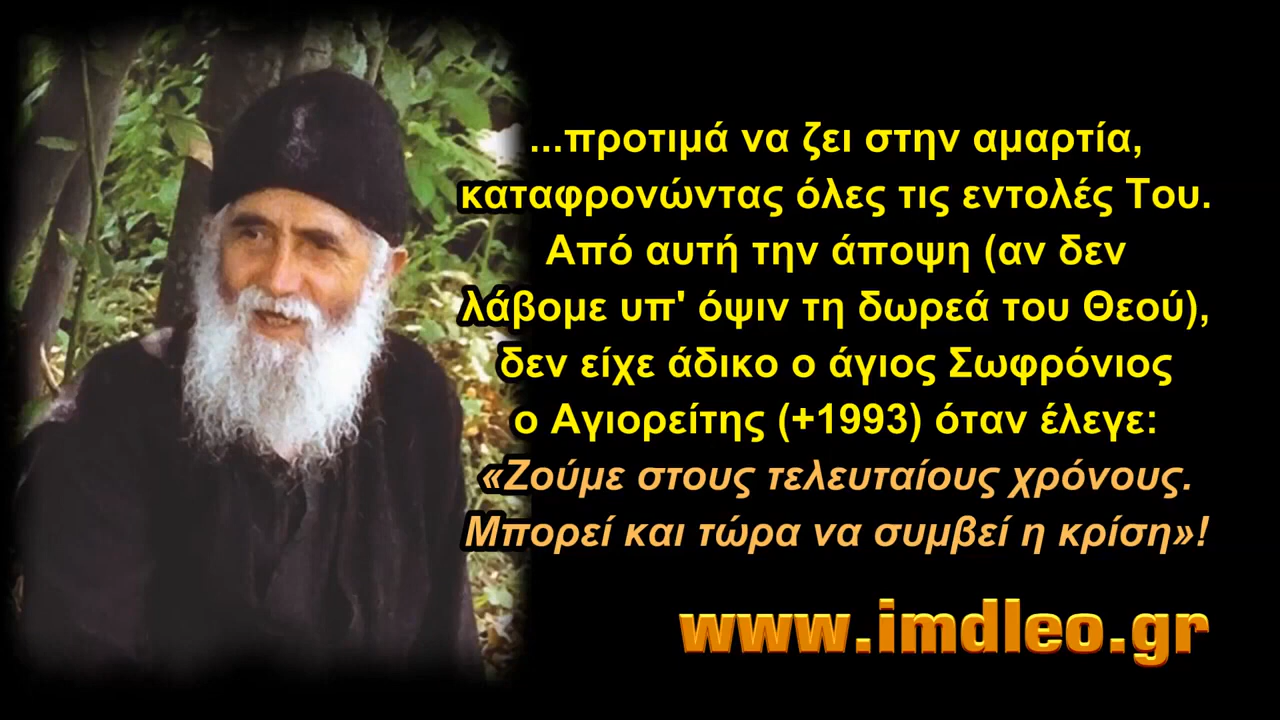 ...προτιμά να ζει στην αμαρτία,
καταφρονώντας όλες τις εντολές Του.
Από αυτή την άποψη (αν δεν
λάβομε υπ' όψιν τη δωρεά του Θεού),
δεν είχε άδικο ο άγιος Σωφρόνιος
ο Αγιορείτης (+1993) όταν έλεγε:
«Ζούμε στους τελευταίους χρόνους.
Μπορεί και τώρα να συμβεί η κρίση»!
www.imdleo.gr